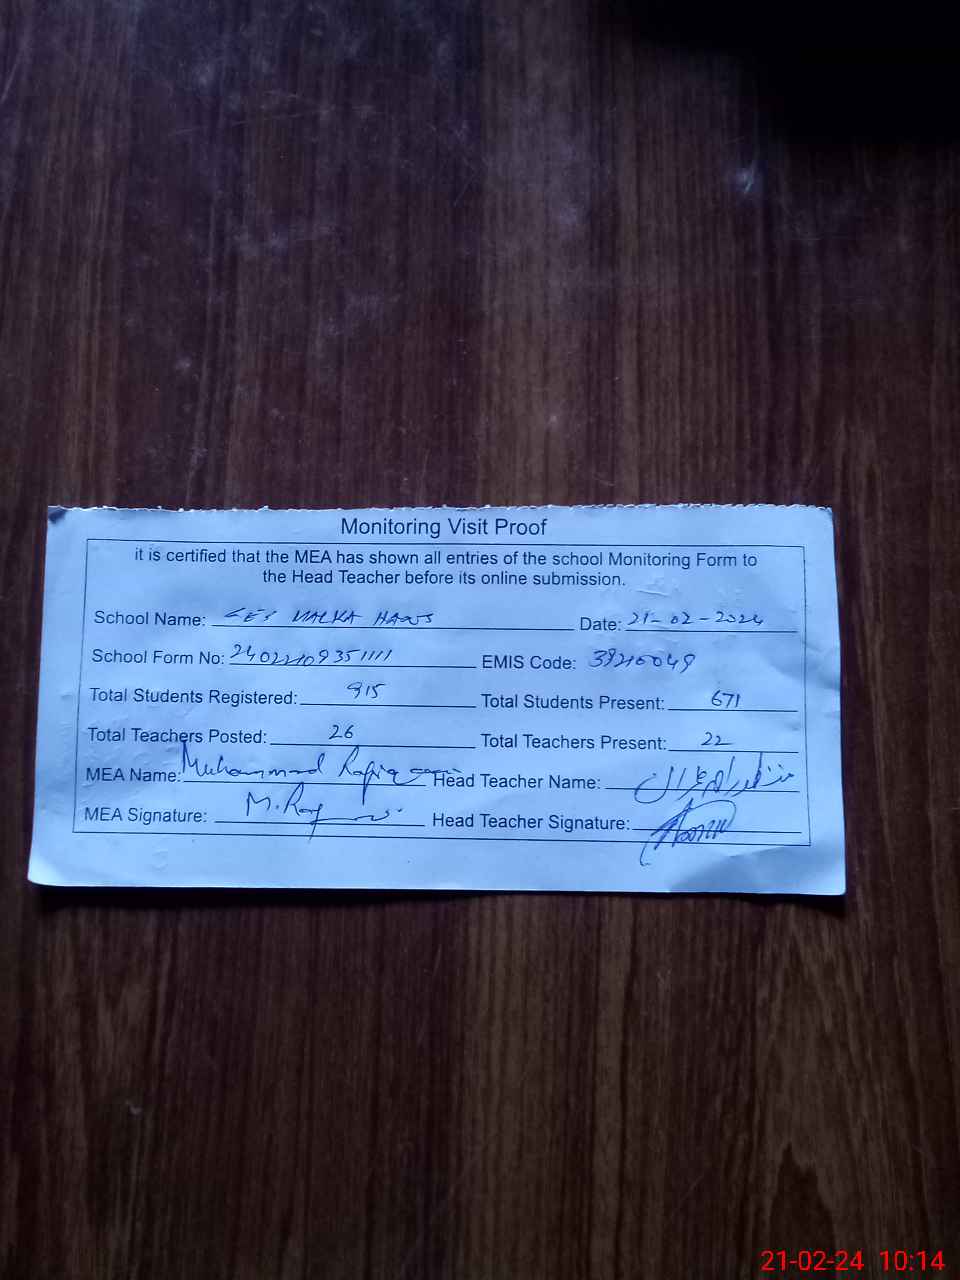 Monitoring Visit Proof
it is certified that the MEA has shown all entries of the school Monitoring Form to
the Head Teacher before its online submission.
School Name: MALKA HANS Date: 21-02-2024
School Form No: EMIS Code: 39210049
Total Students Registered: 915 Total Students Present: 671
Total Teachers Posted: 26 Total Teachers Present: 22
MEA Name: Muhammad Rafiq Head Teacher Name:
MEA Signature: Head Teacher Signature:
21-02-24 10:14